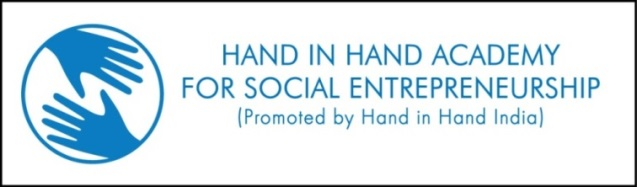 HAND IN HAND ACADEMY
FOR SOCIAL ENTREPRENEURSHIP
(Promoted by Hand in Hand India)